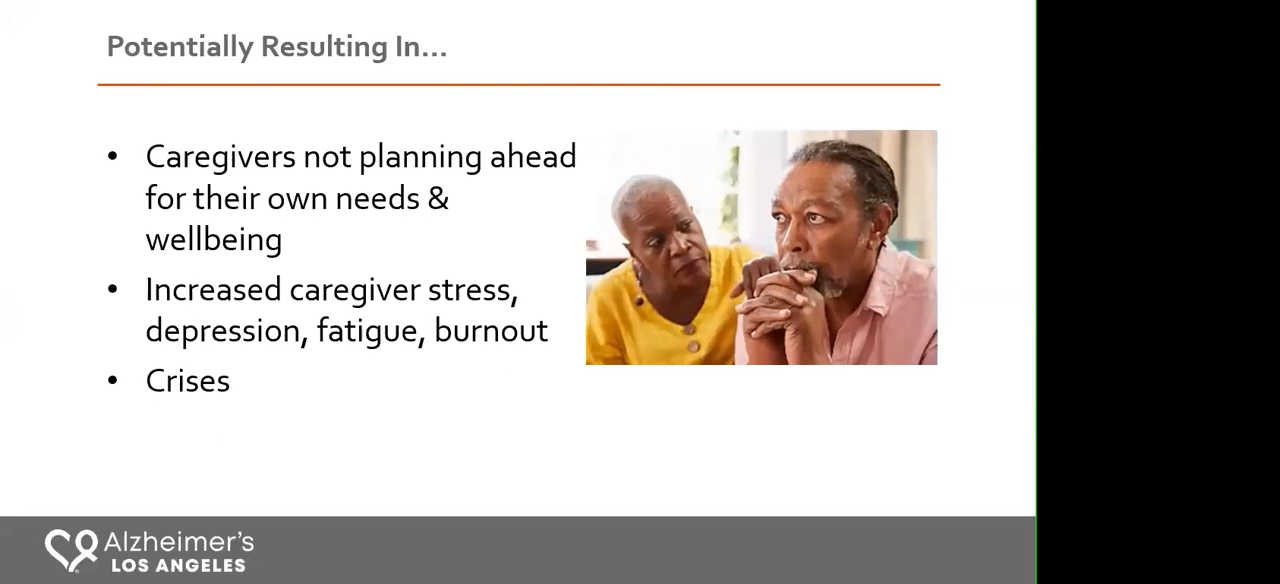 Potentially Resulting In...
• Caregivers not planning ahead
for their own needs &
wellbeing
• Increased caregiver stress,
depression, fatigue, burnout
• Crises
Alzheimer's
LOS ANGELES